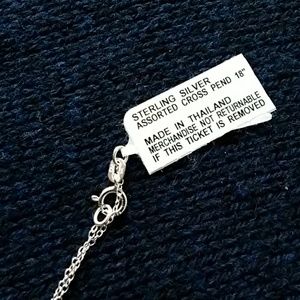 STERLING SILVER
ASSORTED CROSS PEND 18"
MADE IN THAILAND
MERCHANDISE NOT RETURNABLE
IF THIS TICKET IS REMOVED